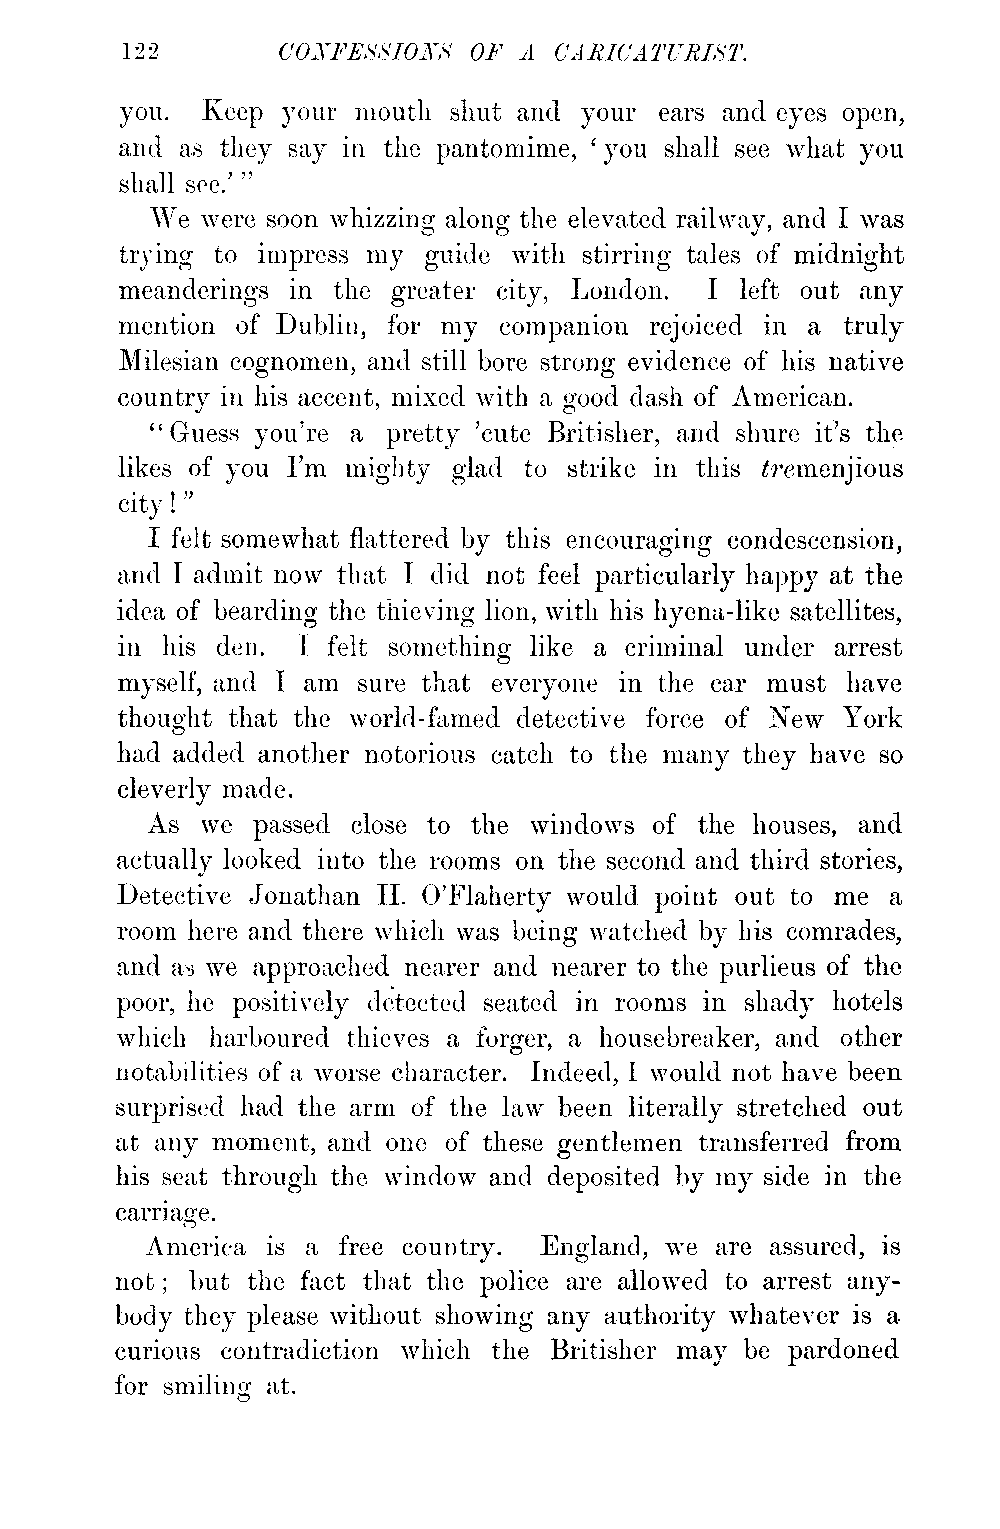 122 CONFESSIONS OF A CARICATURIST.
you. Keep your mouth shut and your ears and eyes open,
and as they say in the pantomime, ‘you shall see what you
shall see.’”
We were soon whizzing along the elevated railway, and I was
trying to impress my guide with stirring tales of midnight
meanderings in the greater city, London. I left out any
mention of Dublin, for my companion rejoiced in a truly
Milesian cognomen, and still bore strong evidence of his native
country in his accent, mixed with a good dash of American.
“Guess you're a pretty 'cute Britisher, and shure it's the
likes of you I'm mighty glad to strike in this tremenjious
city!”
I felt somewhat flattered by this encouraging condescension,
and I admit now that I did not feel particularly happy at the
idea of bearding the thieving lion, with his hyena-like satellites,
in his den. I felt something like a criminal under arrest
myself, and I am sure that everyone in the car must have
thought that the world-famed detective force of New York
had added another notorious catch to the many they have so
cleverly made.
As we passed close to the windows of the houses, and
actually looked into the rooms on the second and third stories,
Detective Jonathan H. O'Flaherty would point out to me a
room here and there which was being watched by his comrades,
and as we approached nearer and nearer to the purlieus of the
poor, he positively detected seated in rooms in shady hotels
which harboured thieves a forger, a housebreaker, and other
notabilities of a worse character. Indeed, I would not have been
surprised had the arm of the law been literally stretched out
at any moment, and one of these gentlemen transferred from
his seat through the window and deposited by my side in the
carriage.
America is a free country. England, we are assured, is
not; but the fact that the police are allowed to arrest any-
body they please without showing any authority whatever is a
curious contradiction which the Britisher may be pardoned
for smiling at.